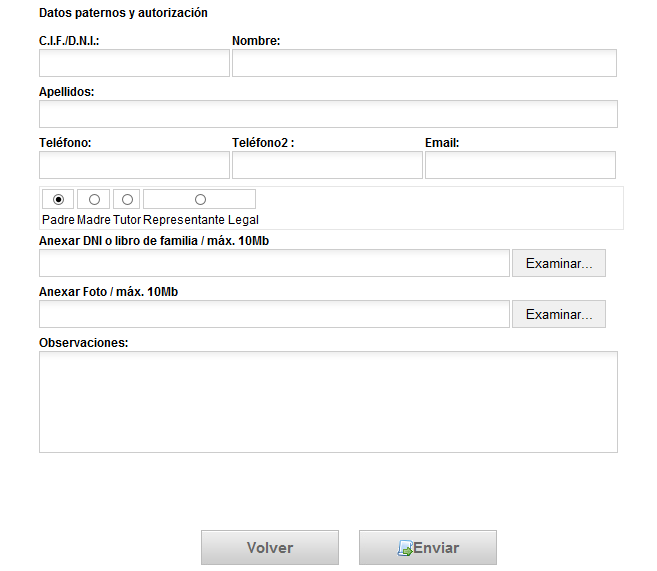 Datos paternos y autorización
C.I.F./D.N.I.: Nombre:
Apellidos:
Teléfono: Teléfono2 : Email:
Padre Madre Tutor Representante Legal
Anexar DNI o libro de familia / máx. 10Mb
Examinar...
Anexar Foto / máx. 10Mb
Examinar...
Observaciones:
Volver Enviar